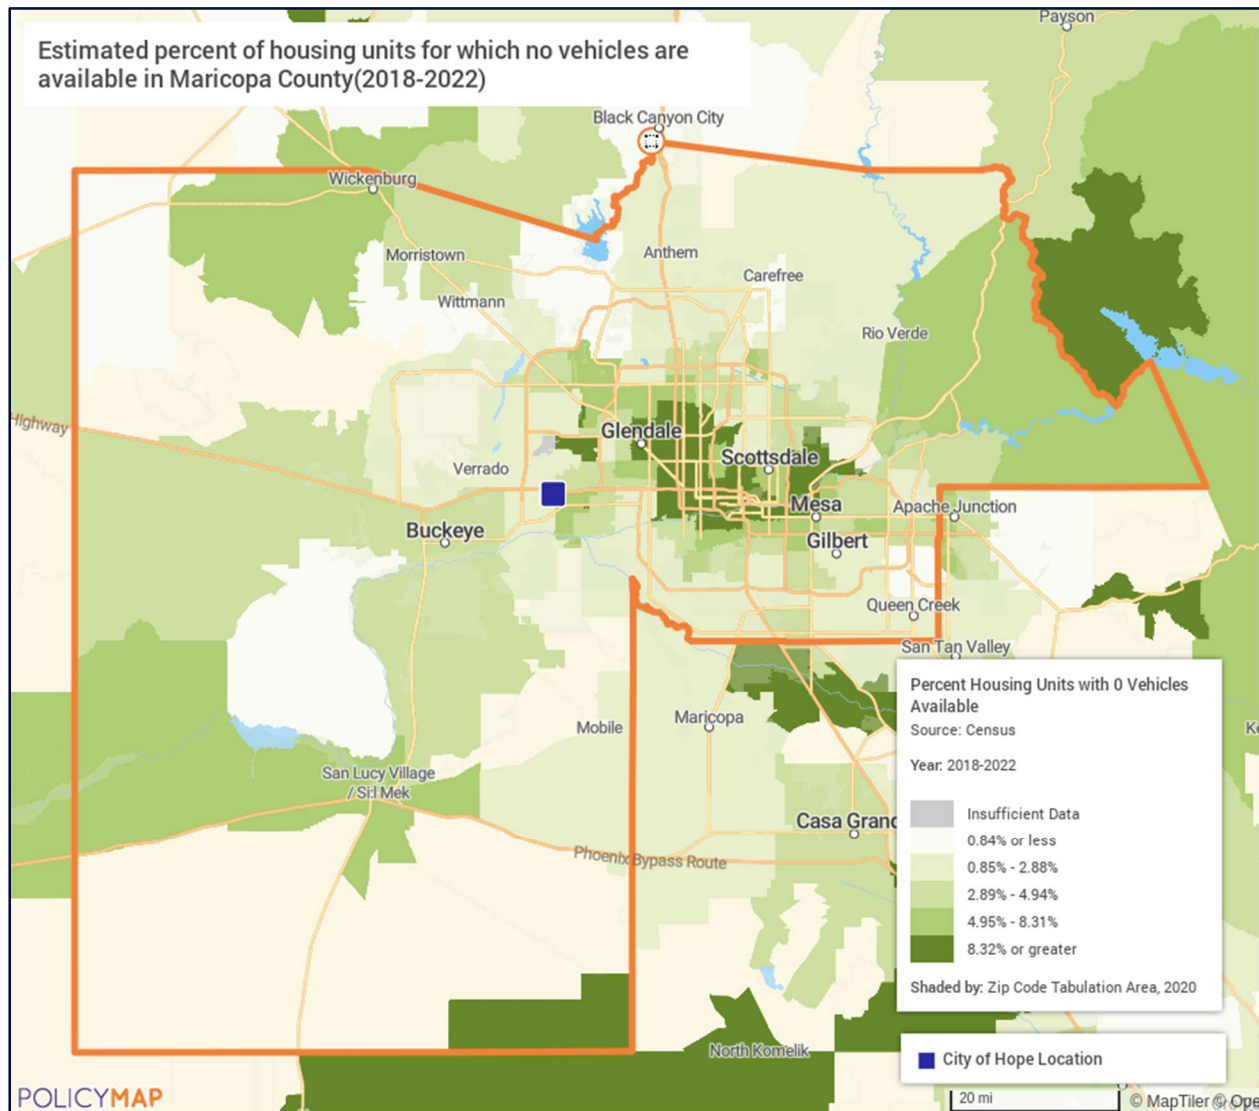 Payson
Estimated percent of housing units for which no vehicles are
available in Maricopa County(2018-2022)
Black Canyon City
Wickenburg
Morristown
Anthem
Carefree
Wittmann
Rio Verde
Highway
Glendale
Scottsdale
Verrado
Mesa
Apache Junction
Buckeye
Gilbert
Queen Creek
San Tan Valley
Percent Housing Units with 0 Vehicles
Available
Source: Census
Year: 2018-2022
Mobile
Maricopa
San Lucy Village
/ Si:l Mek
Insufficient Data
0.84% or less
0.85% - 2.88%
2.89% - 4.94%
4.95% - 8.31%
8.32% or greater
Casa Grand
Phoenix Bypass Route
Shaded by: Zip Code Tabulation Area, 2020
North Komelik
City of Hope Location
POLICYMAP
20 mi
© MapTiler © Ope